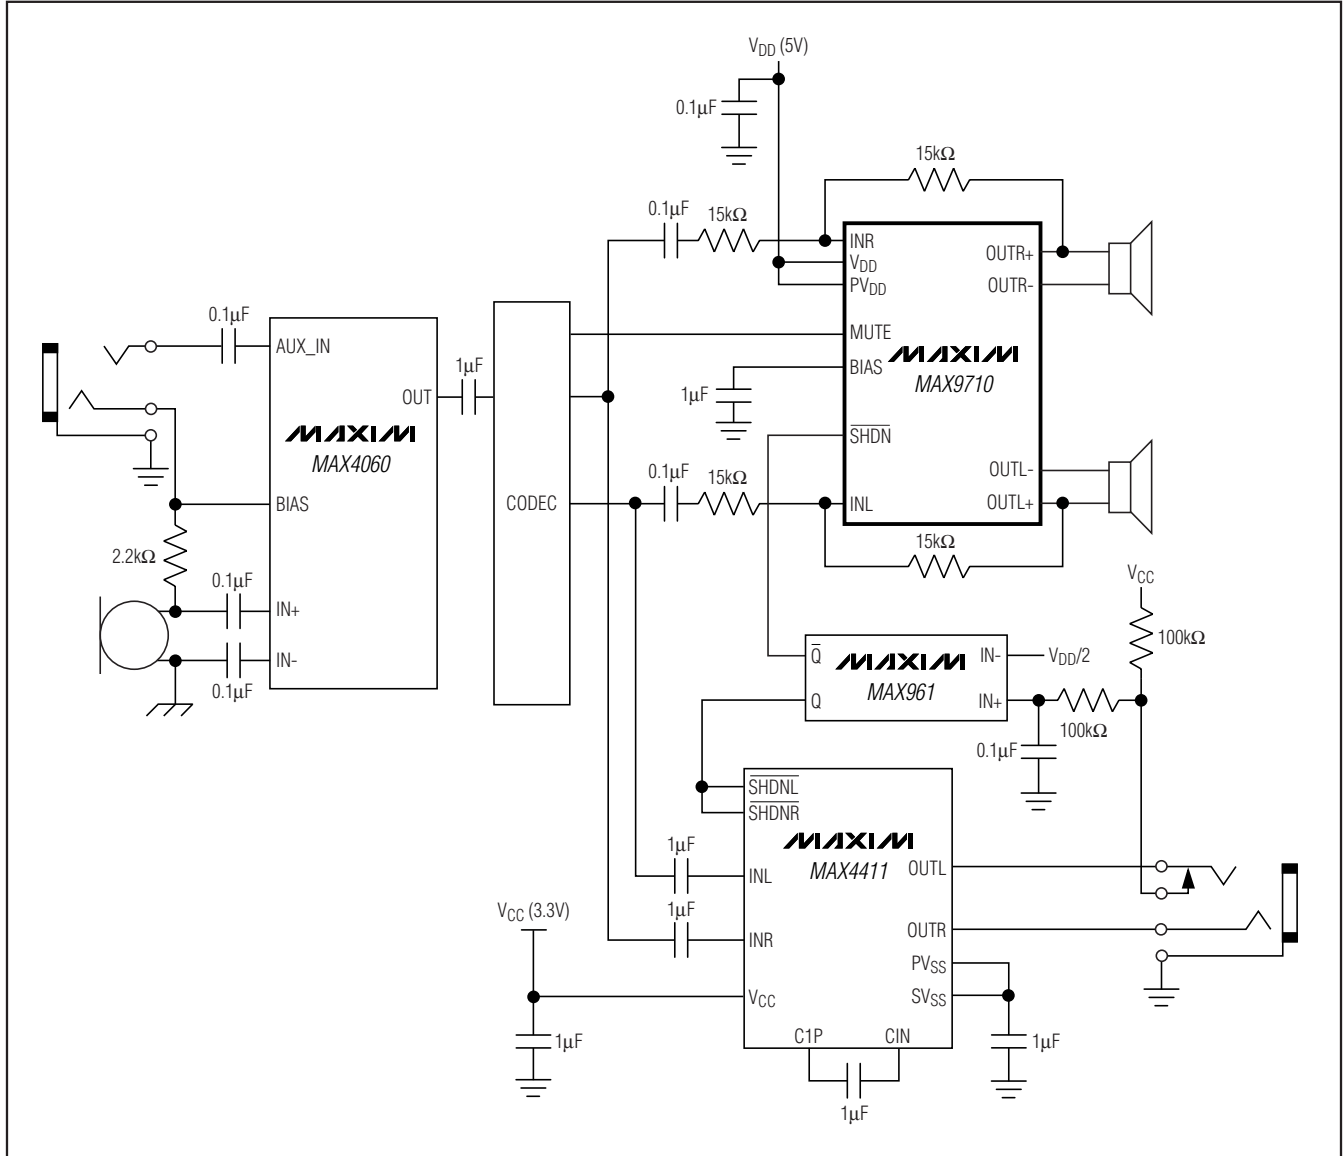 V_DD (5V)
0.1µF
15kΩ
0.1µF
15kΩ
INR
V_DD
PV_DD
OUTR+
OUTR-
MUTE
MAXIM
MAX9710
BIAS
1µF
SHDN
OUTL-
OUTL+
INL
0.1µF
15kΩ
15kΩ
0.1µF
AUX_IN
1µF
OUT
MAXIM
MAX4060
BIAS
CODEC
2.2kΩ
0.1µF
IN+
IN-
0.1µF
V_CC
100kΩ
Q
MAXIM
MAX961
IN-
V_DD/2
Q
IN+
100kΩ
0.1µF
SHDNL
SHDNR
MAXIM
MAX4411
1µF
INL
OUTL
V_CC (3.3V)
1µF
INR
OUTR
PV_SS
V_CC
SV_SS
1µF
C1P
CIN
1µF
1µF